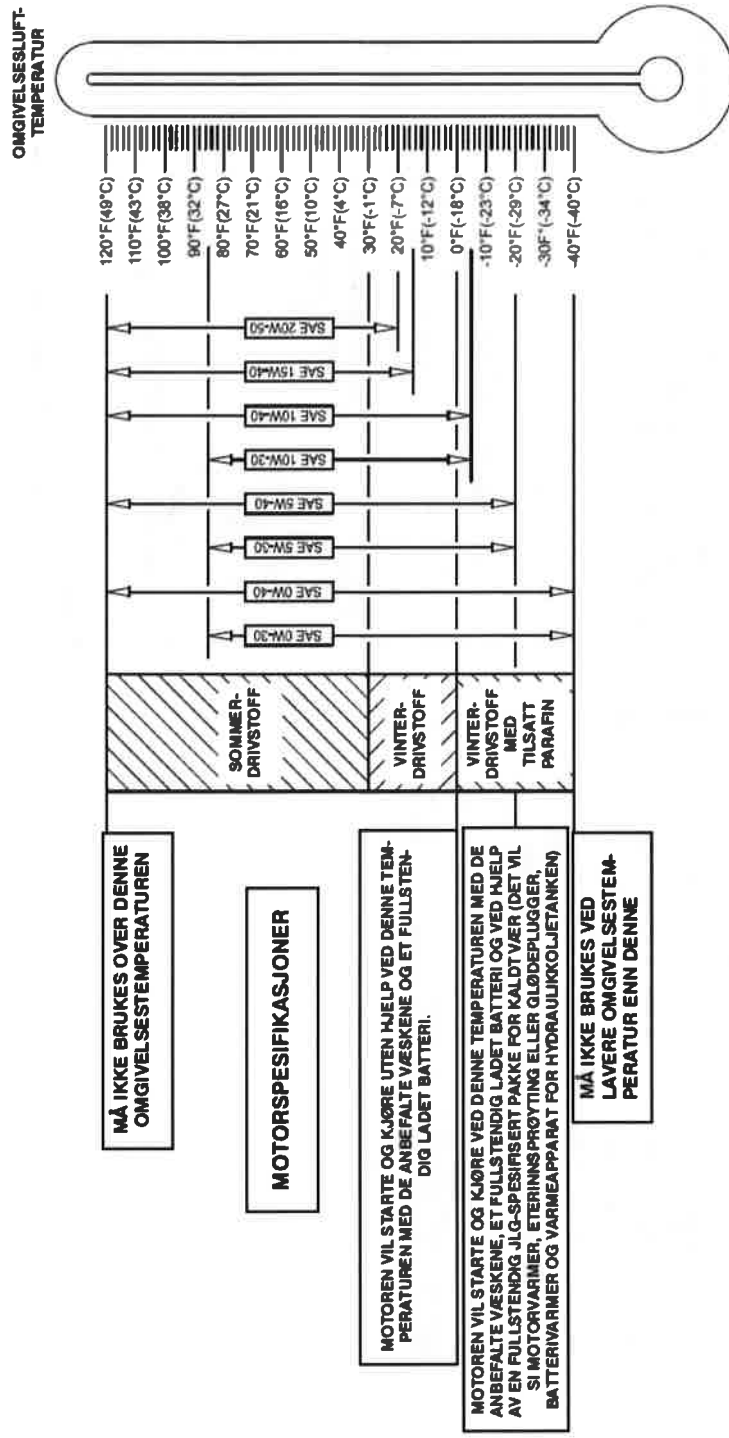 OMGIVELSESLUFT-
TEMPERATUR
120°F(49°C)
110°F(43°C)
100°F(38°C)
90°F(32°C)
80°F(27°C)
70°F(21°C)
60°F(16°C)
50°F(10°C)
40°F(4°C)
30°F(-1°C)
20°F(-7°C)
10°F(-12°C)
0°F(-18°C)
-10°F(-23°C)
-20°F(-29°C)
-30F°(-34°C)
-40°F(-40°C)
SAE 20W-50
SAE 15W-40
SAE 10W-40
SAE 10W-30
SAE 5W-40
SAE 5W-30
SAE 0W-40
SAE 0W-30
SOMMER-
DRIVSTOFF
VINTER-
DRIVSTOFF
VINTER-
DRIVSTOFF
MED
TILSATT
PARAFIN
MÅ IKKE BRUKES OVER DENNE
OMGIVELSESTEMPERATUREN
MOTORSPESIFIKASJONER
MOTOREN VIL STARTE OG KJØRE UTEN HJELP VED DENNE TEM-
PERATUREN MED DE ANBEFALTE VÆSKENE OG ET FULLSTEN-
DIG LADET BATTERI.
MOTOREN VIL STARTE OG KJØRE VED DENNE TEMPERATUREN MED DE
ANBEFALTE VÆSKENE, ET FULLSTENDIG LADET BATTERI OG VED HJELP
AV EN FULLSTENDIG JLG-SPESIFISERT PAKKE FOR KALDT VÆR (DET VIL
SI MOTORVARMER, ETERINNSPRØYTING ELLER GLØDEPLUGGER,
BATTERIVARMER OG VARMEAPPARAT FOR HYDRAULIKKOLJETANKEN)
MÅ IKKE BRUKES VED
LAVERE OMGIVELSESTEM-
PERATUR ENN DENNE